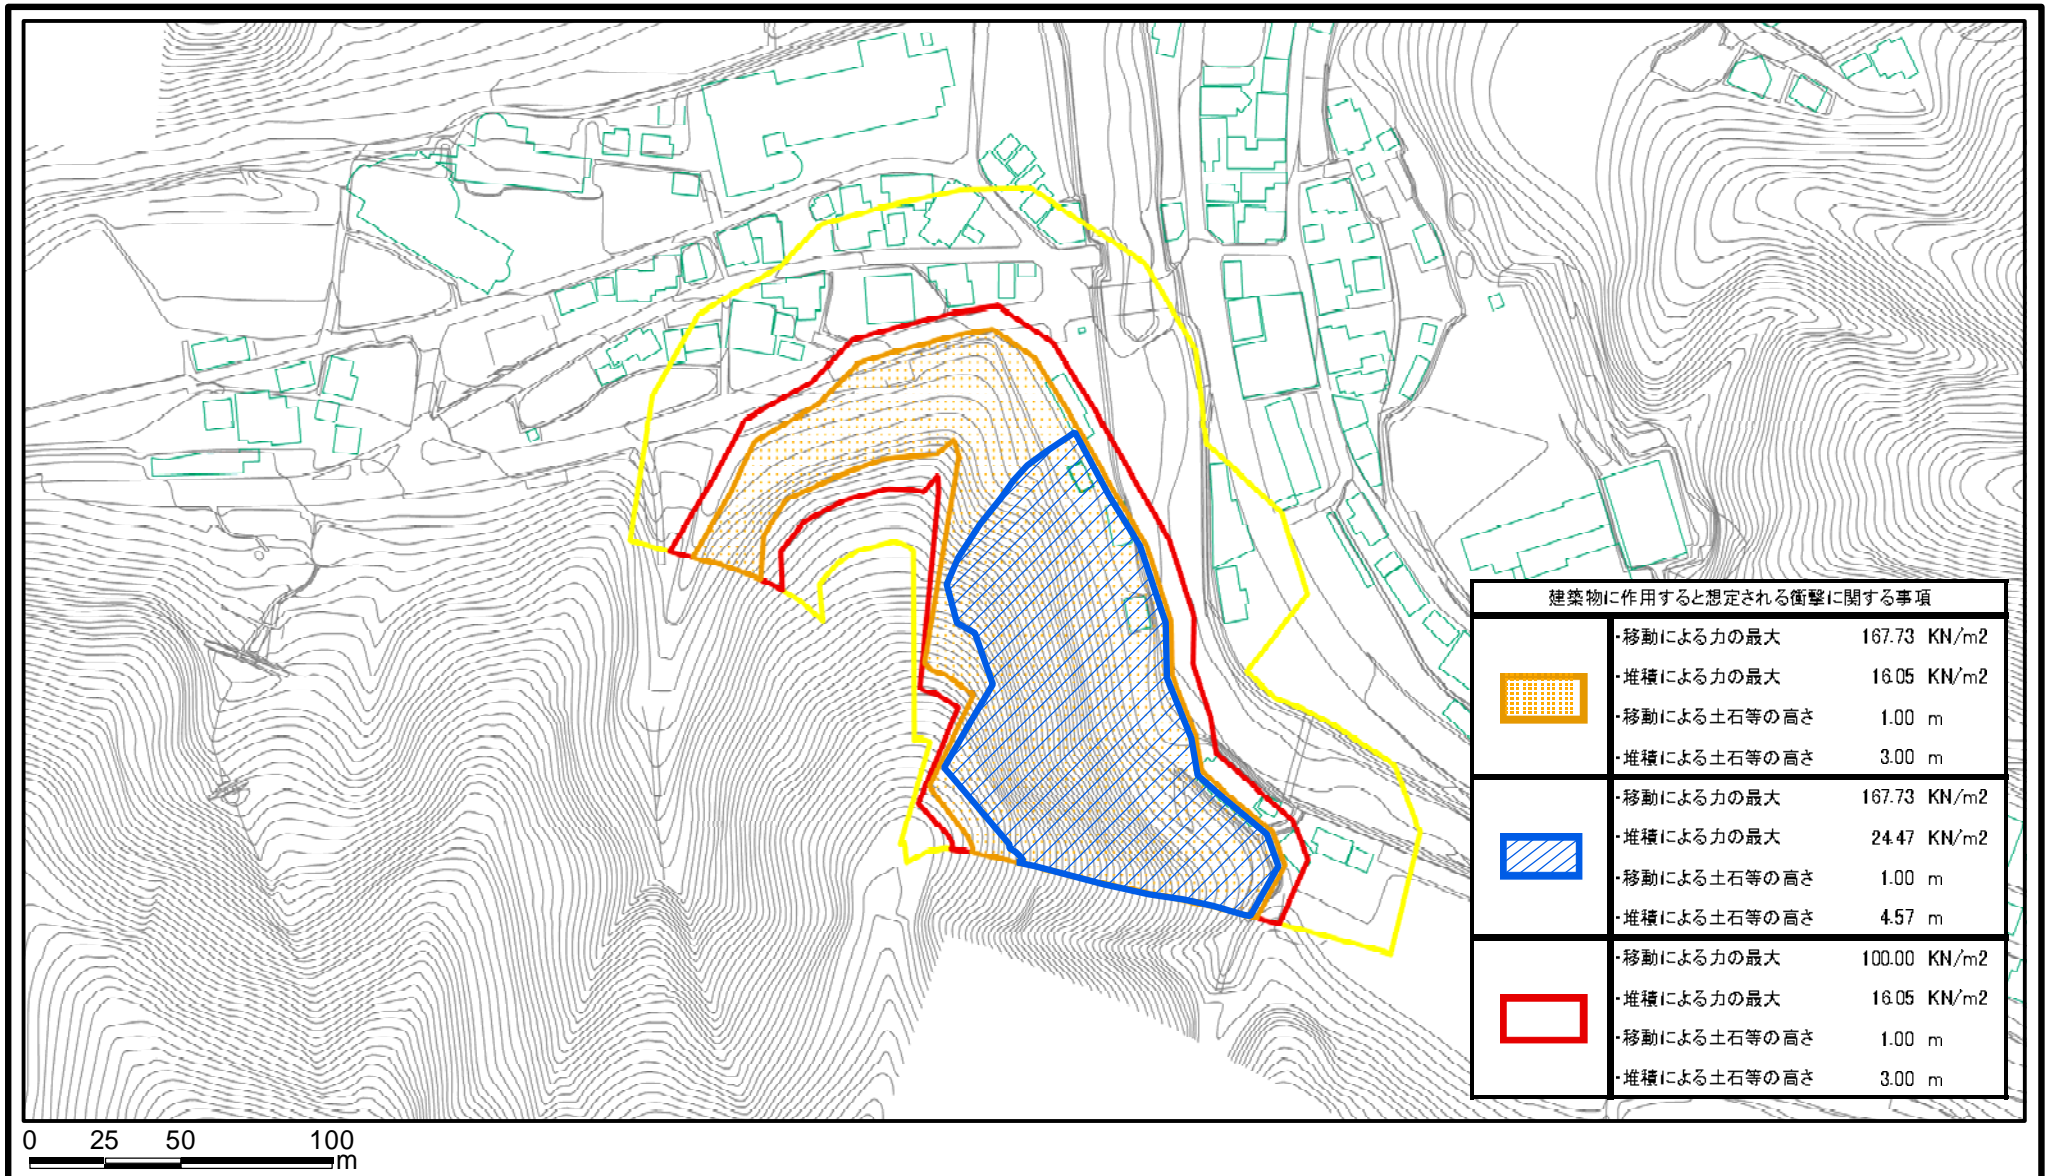 建築物に作用すると想定される衝撃に関する事項
・移動による力の最大 167.73 KN/m2
・堆積による力の最大 16.05 KN/m2
・移動による土石等の高さ 1.00 m
・堆積による土石等の高さ 3.00 m
・移動による力の最大 167.73 KN/m2
・堆積による力の最大 24.47 KN/m2
・移動による土石等の高さ 1.00 m
・堆積による土石等の高さ 4.57 m
・移動による力の最大 100.00 KN/m2
・堆積による力の最大 16.05 KN/m2
・移動による土石等の高さ 1.00 m
・堆積による土石等の高さ 3.00 m
0 25 50 100
m